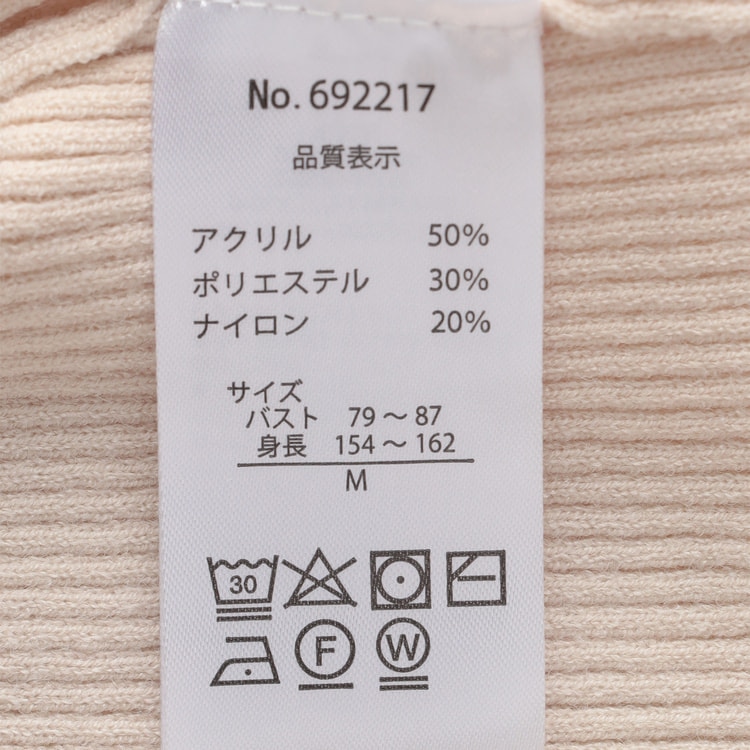 No. 692217
品質表示
アクリル 50%
ポリエステル 30%
ナイロン 20%
サイズ
バスト 79～87
身長 154～162
M
30
F W